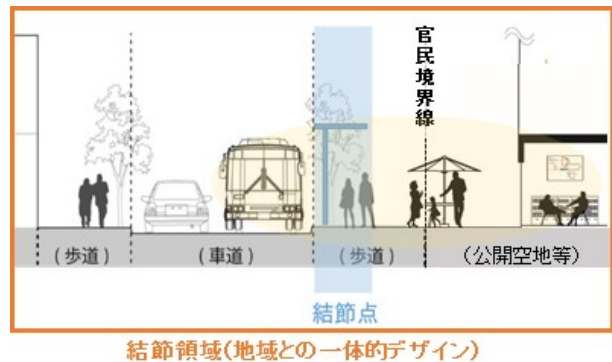 官民境界線
(歩道)
(車道)
(歩道)
(公開空地等)
結節点
結節領域(地域との一体的デザイン)